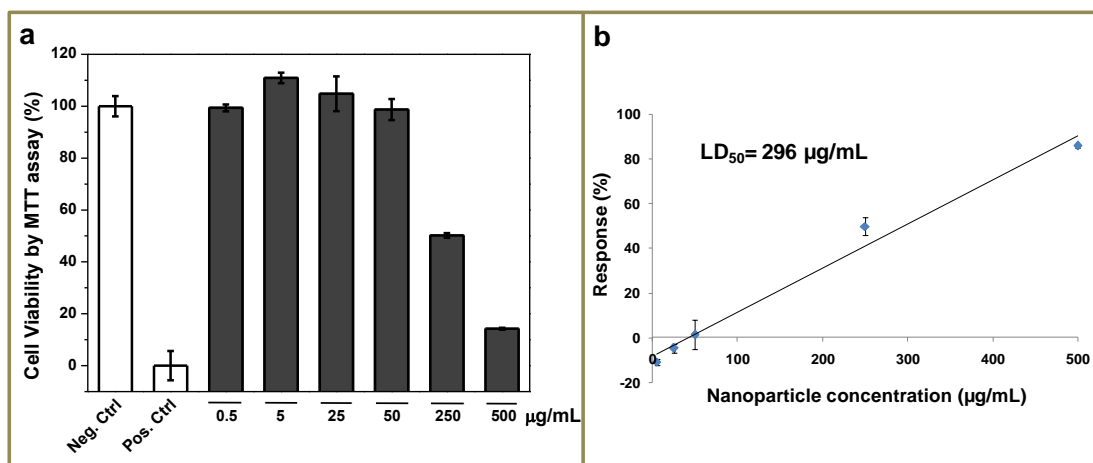 a
Cell Viability by MTT assay (%)
120
100
80
60
40
20
0
Neg. Ctrl
Pos. Ctrl
0.5 5 25 50 250 500 µg/mL
b
LD50= 296 µg/mL
Response (%)
100
80
60
40
20
0
-20
0 100 200 300 400 500
Nanoparticle concentration (µg/mL)